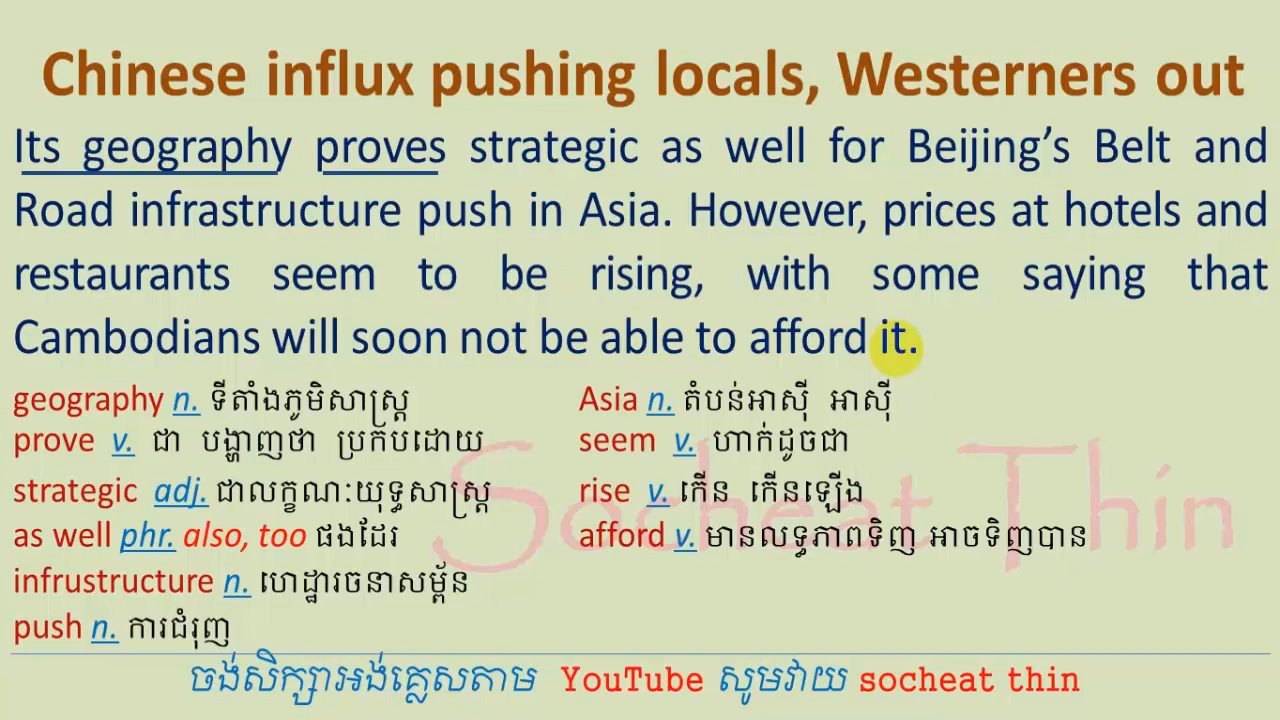 Chinese influx pushing locals, Westerners out
Its geography proves strategic as well for Beijing’s Belt and
Road infrastructure push in Asia. However, prices at hotels and
restaurants seem to be rising, with some saying that
Cambodians will soon not be able to afford it.
geography n. ទីតាំងភូមិសាស្ត្រ
prove v. ជា បង្ហាញថា ប្រកបដោយ
strategic adj. ជាលក្ខណៈយុទ្ធសាស្ត្រ
as well phr. also, too ផងដែរ
infrustructure n. ហេដ្ឋារចនាសម្ព័ន
push n. ការជំរុញ
Asia n. តំបន់អាស៊ី អាស៊ី
seem v. ហាក់ដូចជា
rise v. កើន កើនឡើង
afford v. មានលទ្ធភាពទិញ អាចទិញបាន
Socheat Thin
ចង់សិក្សាអង់គ្លេសតាម YouTube សូមវាយ socheat thin